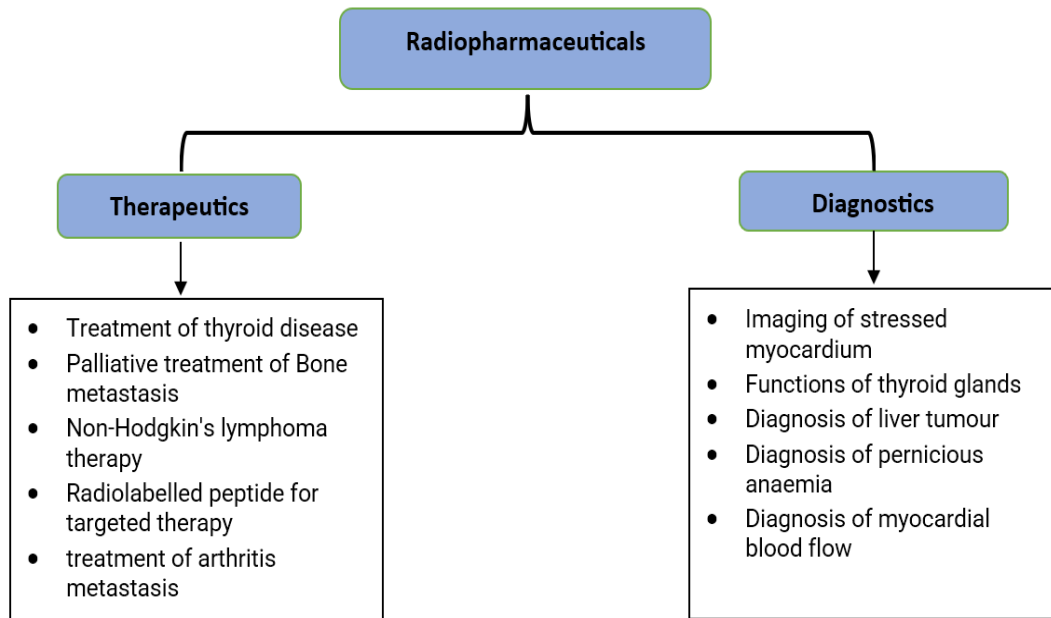 Radiopharmaceuticals
Therapeutics
Diagnostics
• Treatment of thyroid disease
• Palliative treatment of Bone
metastasis
• Non-Hodgkin's lymphoma
therapy
• Radiolabelled peptide for
targeted therapy
• treatment of arthritis
metastasis
• Imaging of stressed
myocardium
• Functions of thyroid glands
• Diagnosis of liver tumour
• Diagnosis of pernicious
anaemia
• Diagnosis of myocardial
blood flow